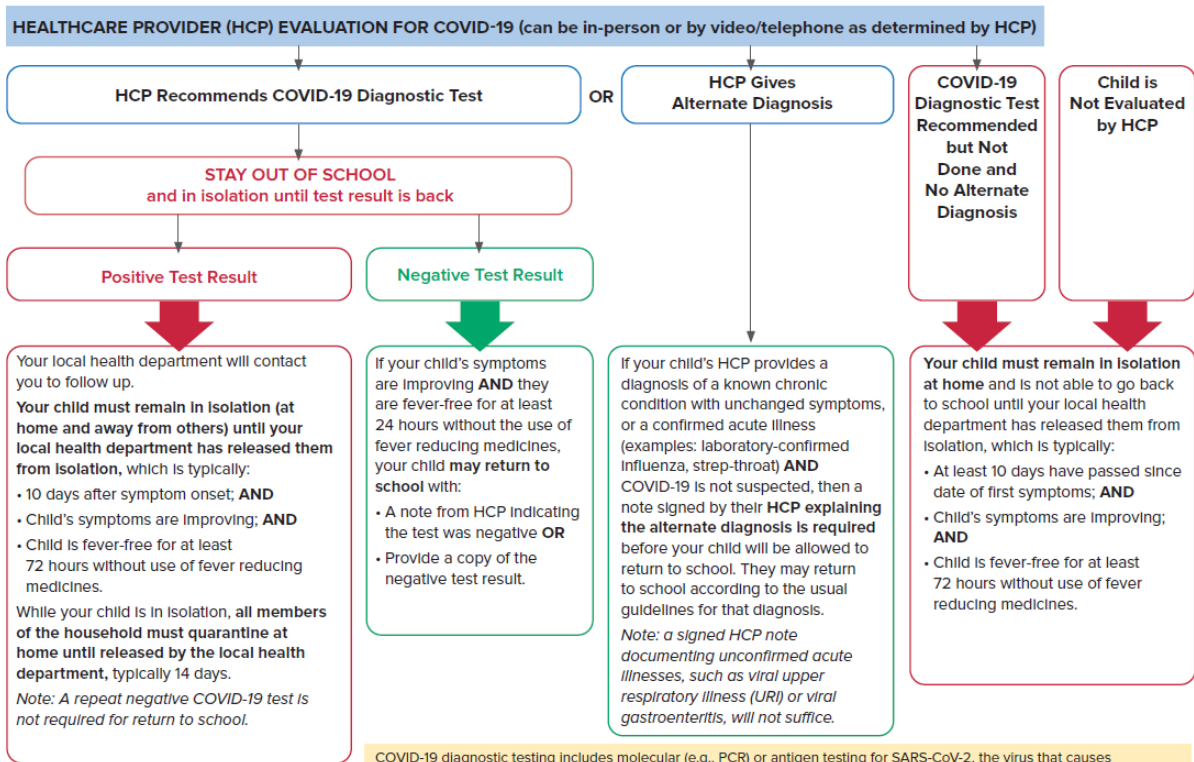 HEALTHCARE PROVIDER (HCP) EVALUATION FOR COVID-19 (can be in-person or by video/telephone as determined by HCP)
HCP Recommends COVID-19 Diagnostic Test
OR
HCP Gives
Alternate Diagnosis
COVID-19
Diagnostic Test
Recommended
but Not
Done and
No Alternate
Diagnosis
Child is
Not Evaluated
by HCP
STAY OUT OF SCHOOL
and in isolation until test result is back
Positive Test Result
Negative Test Result
Your local health department will contact
you to follow up.
Your child must remain in isolation (at
home and away from others) until your
local health department has released them
from isolation, which is typically:
• 10 days after symptom onset; AND
• Child's symptoms are improving; AND
• Child is fever-free for at least
72 hours without use of fever reducing
medicines.
While your child is in isolation, all members
of the household must quarantine at
home until released by the local health
department, typically 14 days.
Note: A repeat negative COVID-19 test is
not required for return to school.
If your child's symptoms
are improving AND they
are fever-free for at least
24 hours without the use of
fever reducing medicines,
your child may return to
school with:
• A note from HCP indicating
the test was negative OR
• Provide a copy of the
negative test result.
If your child's HCP provides a
diagnosis of a known chronic
condition with unchanged symptoms,
or a confirmed acute illness
(examples: laboratory-confirmed
influenza, strep-throat) AND
COVID-19 is not suspected, then a
note signed by their HCP explaining
the alternate diagnosis is required
before your child will be allowed to
return to school. They may return
to school according to the usual
guidelines for that diagnosis.
Note: a signed HCP note
documenting unconfirmed acute
illnesses, such as viral upper
respiratory illness (URI) or viral
gastroenteritis, will not suffice.
Your child must remain in isolation
at home and is not able to go back
to school until your local health
department has released them from
isolation, which is typically:
• At least 10 days have passed since
date of first symptoms; AND
• Child's symptoms are improving;
AND
• Child is fever-free for at least
72 hours without use of fever
reducing medicines.
COVID-19 diagnostic testing includes molecular (e.g., PCR) or antigen testing for SARS-CoV-2, the virus that causes